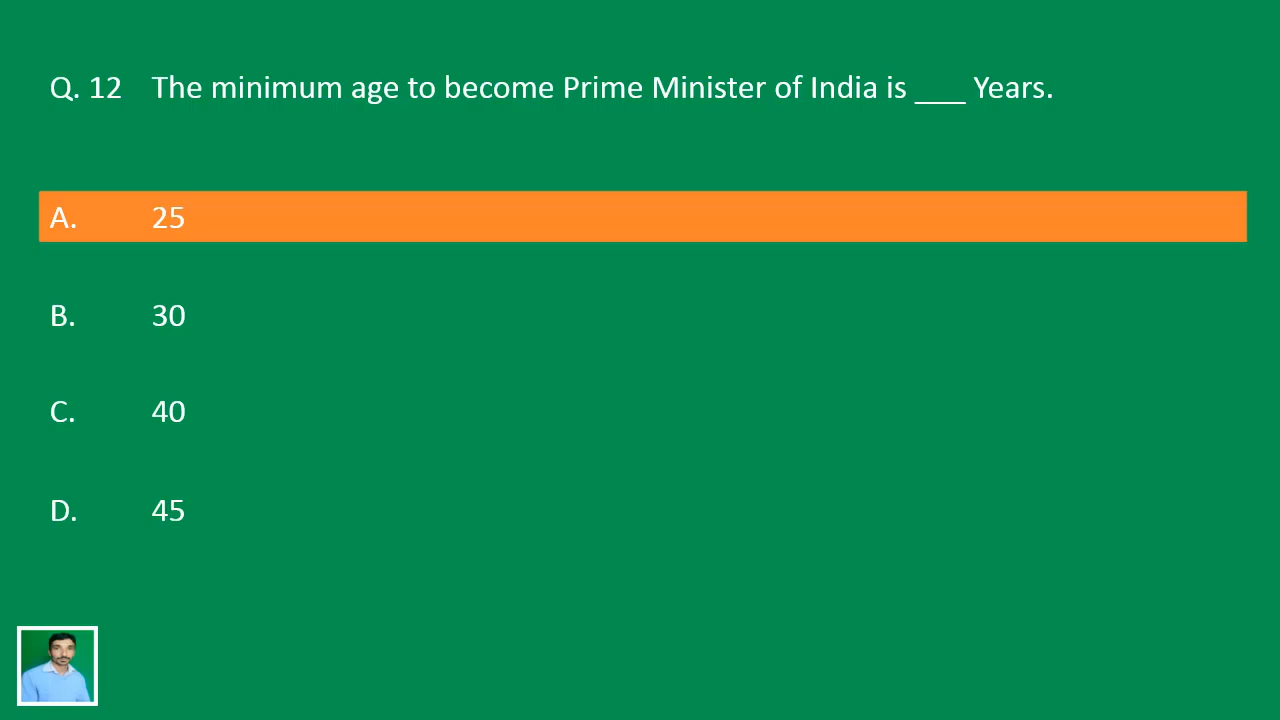 Q. 12 The minimum age to become Prime Minister of India is ___ Years.
A. 25
B. 30
C. 40
D. 45